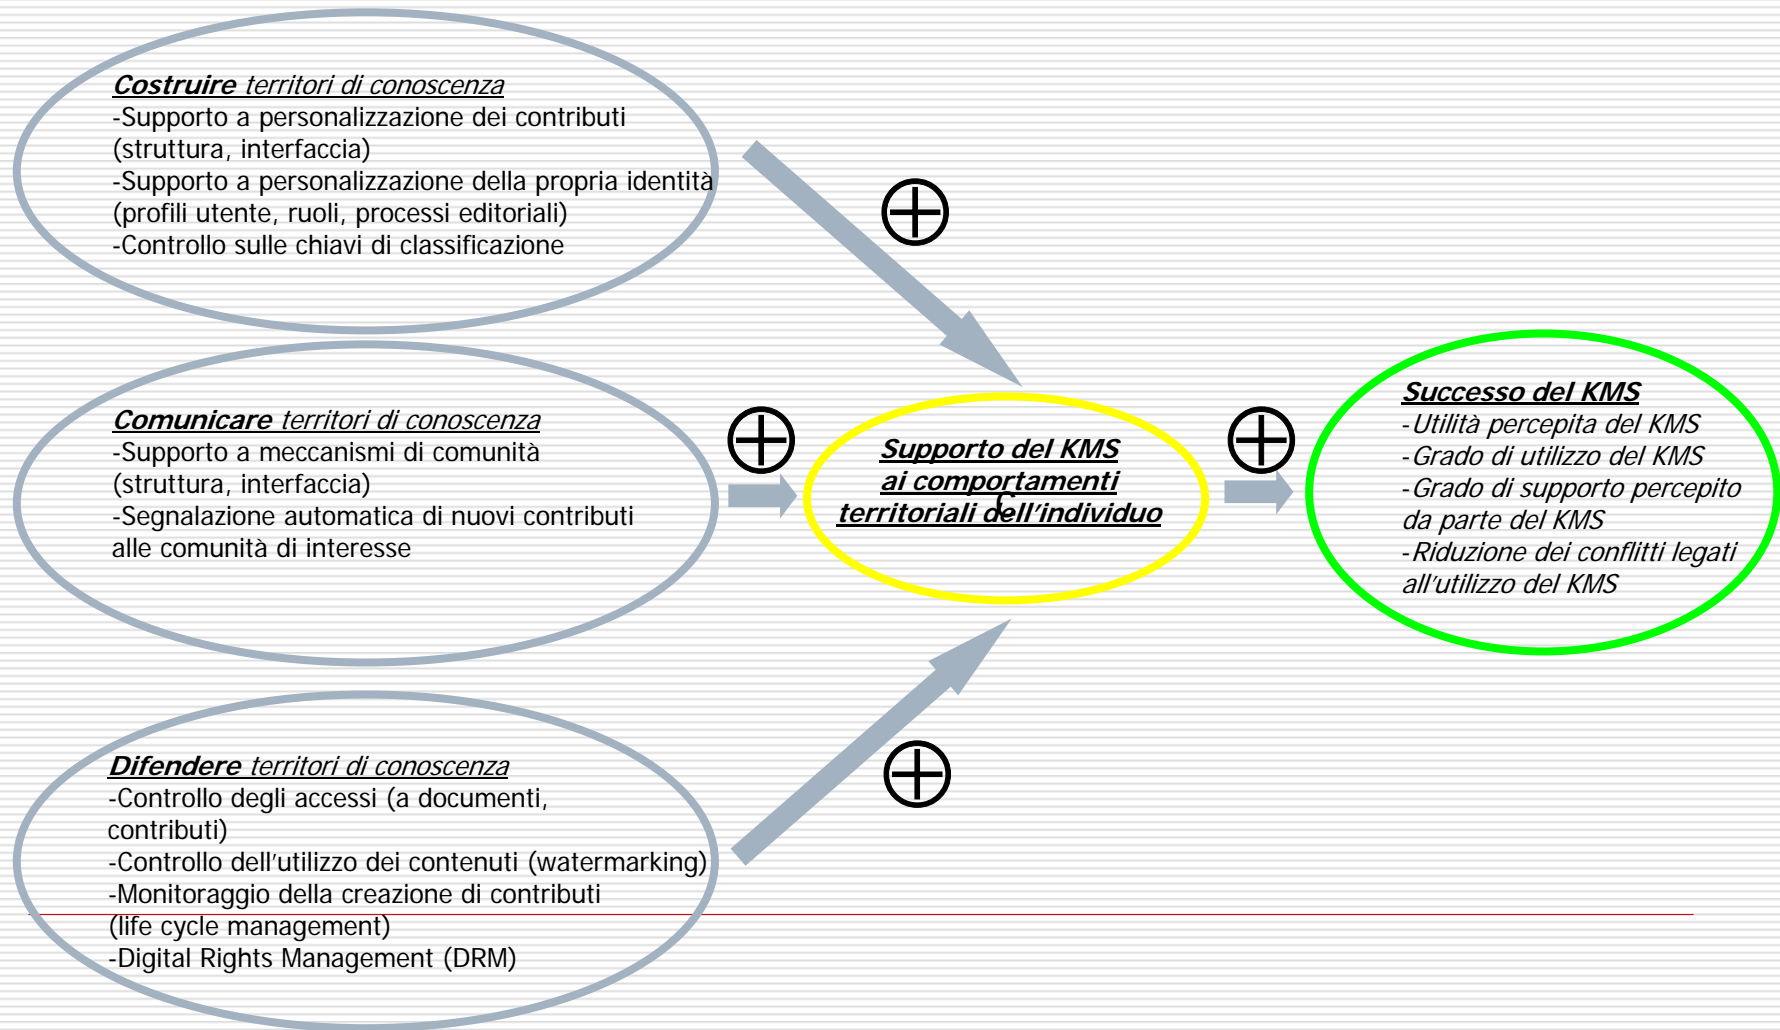 Costruire territori di conoscenza
-Supporto a personalizzazione dei contributi
(struttura, interfaccia)
-Supporto a personalizzazione della propria identità
(profili utente, ruoli, processi editoriali)
-Controllo sulle chiavi di classificazione
Comunicare territori di conoscenza
-Supporto a meccanismi di comunità
(struttura, interfaccia)
-Segnalazione automatica di nuovi contributi
alle comunità di interesse
Difendere territori di conoscenza
-Controllo degli accessi (a documenti,
contributi)
-Controllo dell'utilizzo dei contenuti (watermarking)
-Monitoraggio della creazione di contributi
(life cycle management)
-Digital Rights Management (DRM)
Supporto del KMS
ai comportamenti
territoriali dell'individuo
Successo del KMS
-Utilità percepita del KMS
-Grado di utilizzo del KMS
-Grado di supporto percepito
da parte del KMS
-Riduzione dei conflitti legati
all'utilizzo del KMS